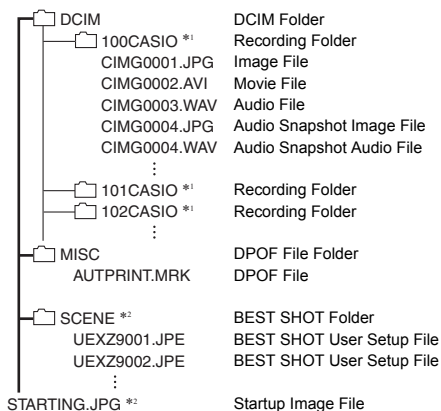 DCIM DCIM Folder
100CASIO *1 Recording Folder
CIMG0001.JPG Image File
CIMG0002.AVI Movie File
CIMG0003.WAV Audio File
CIMG0004.JPG Audio Snapshot Image File
CIMG0004.WAV Audio Snapshot Audio File
⋮
101CASIO *1 Recording Folder
102CASIO *1 Recording Folder
⋮
MISC DPOF File Folder
AUTPRINT.MRK DPOF File
SCENE *2 BEST SHOT Folder
UEXZ9001.JPE BEST SHOT User Setup File
UEXZ9002.JPE BEST SHOT User Setup File
⋮
STARTING.JPG *2 Startup Image File